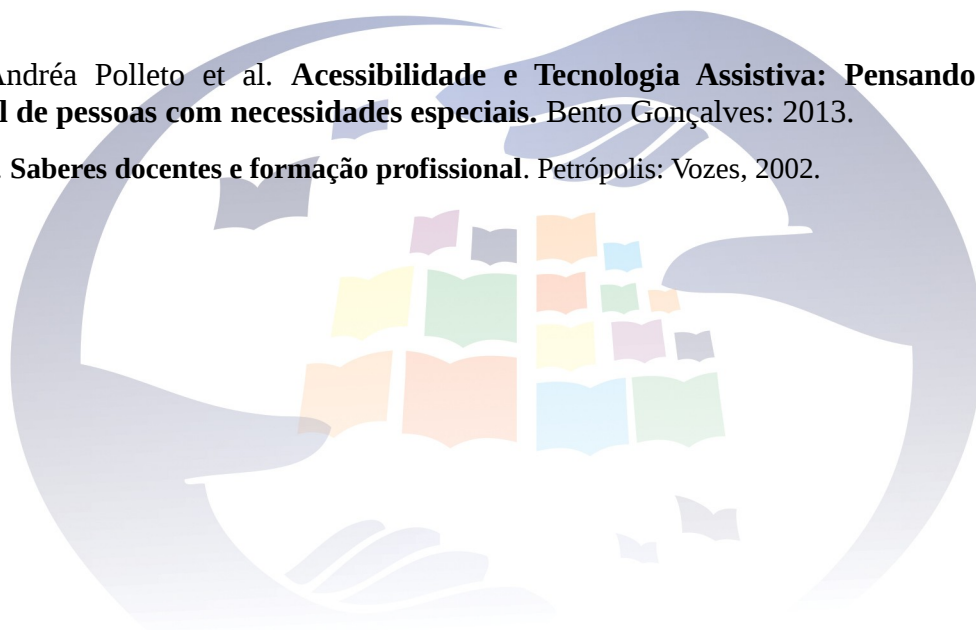 Andréa Polleto et al. Acessibilidade e Tecnologia Assistiva: Pensando
l de pessoas com necessidades especiais. Bento Gonçalves: 2013.
. Saberes docentes e formação profissional. Petrópolis: Vozes, 2002.